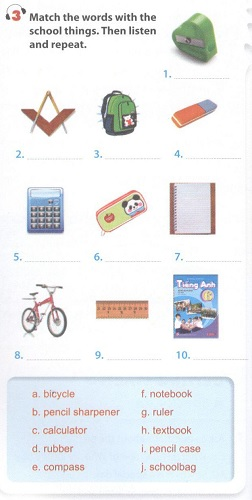 3 Match the words with the
school things. Then listen
and repeat.
1.
2. 3. 4.
5. 6. 7.
Tiếng Anh
6
8. 9. 10.
a. bicycle f. notebook
b. pencil sharpener g. ruler
c. calculator h. textbook
d. rubber i. pencil case
e. compass j. schoolbag